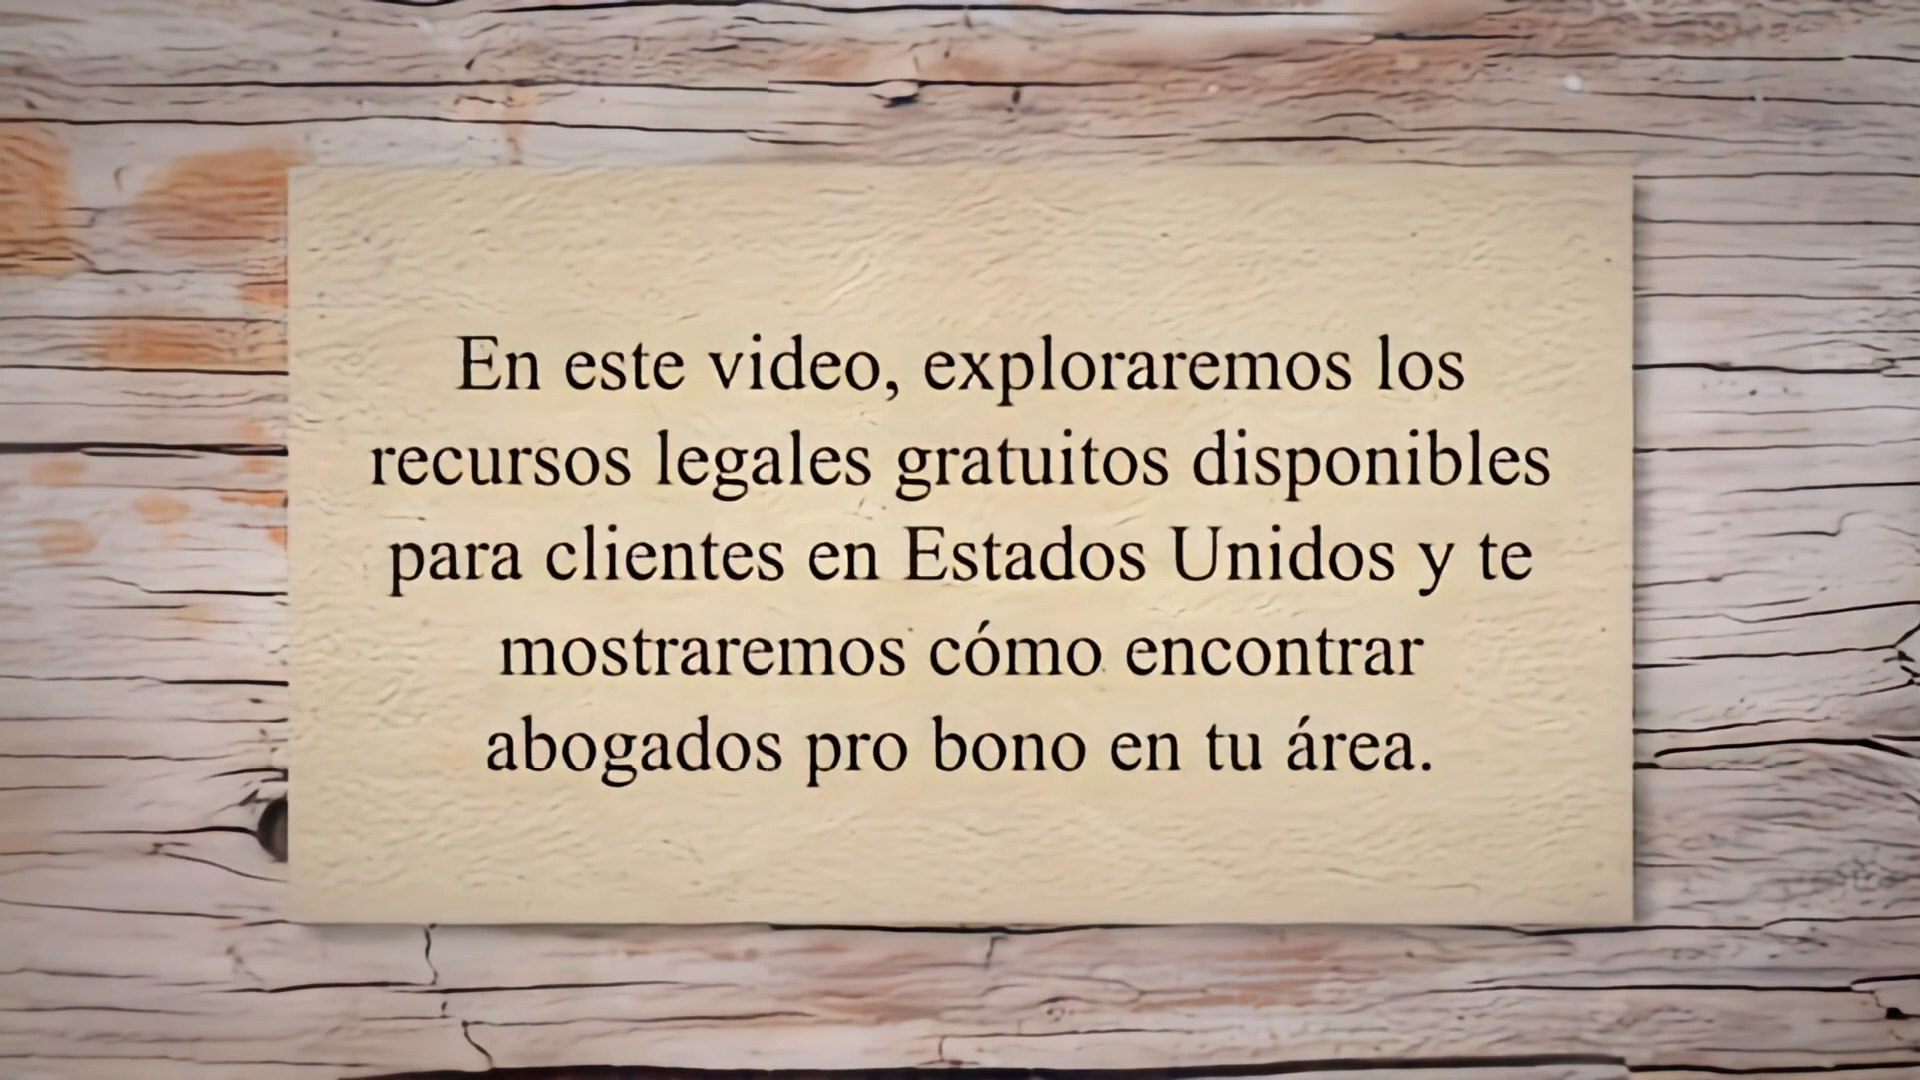 En este video, exploraremos los
recursos legales gratuitos disponibles
para clientes en Estados Unidos y te
mostraremos cómo encontrar
abogados pro bono en tu área.